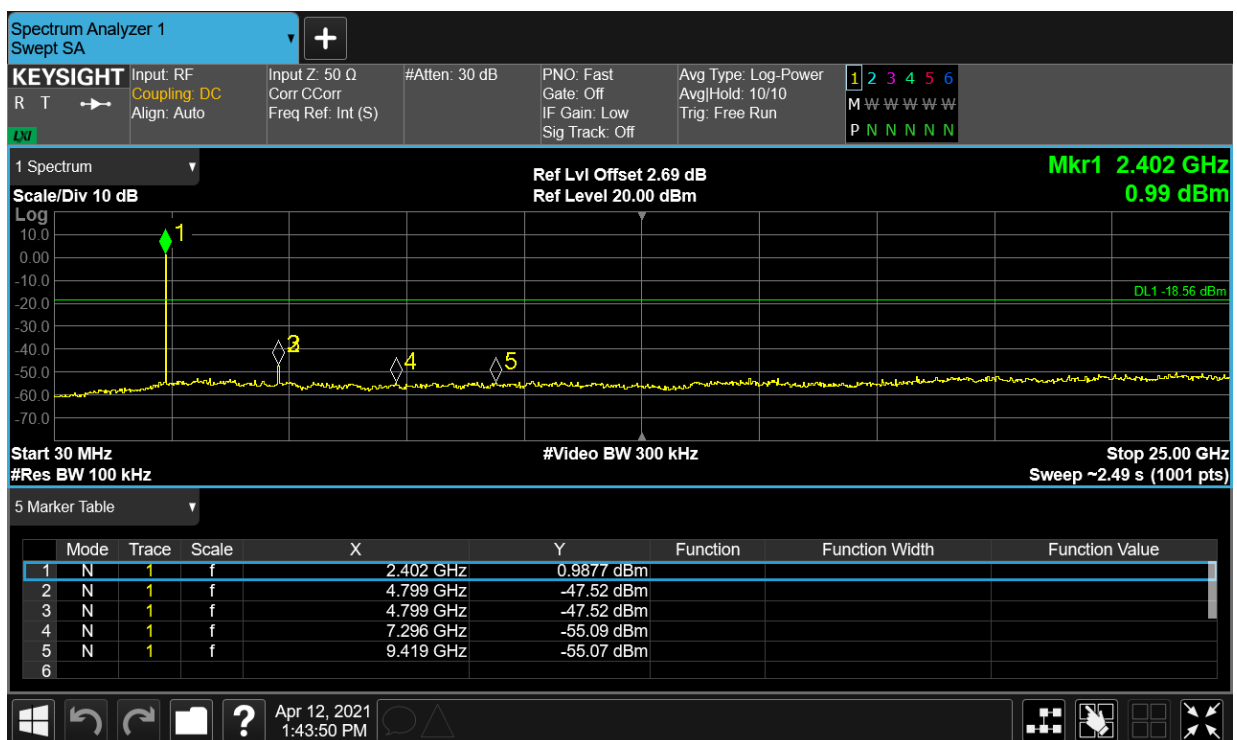 Spectrum Analyzer 1
Swept SA
KEYSIGHT
R T
LXI
Input: RF
Coupling: DC
Align: Auto
Input Z: 50 Ω
Corr CCorr
Freq Ref: Int (S)
#Atten: 30 dB
PNO: Fast
Gate: Off
IF Gain: Low
Sig Track: Off
Avg Type: Log-Power
Avg|Hold: 10/10
Trig: Free Run
1 2 3 4 5 6
M W W W W W
P N N N N N
1 Spectrum
Scale/Div 10 dB
Ref Lvl Offset 2.69 dB
Ref Level 20.00 dBm
Mkr1 2.402 GHz
0.99 dBm
Log
10.0
0.00
-10.0
-20.0
-30.0
-40.0
-50.0
-60.0
-70.0
1
3
4
5
DL1 -18.56 dBm
Start 30 MHz
#Res BW 100 kHz
#Video BW 300 kHz
Stop 25.00 GHz
Sweep ~2.49 s (1001 pts)
5 Marker Table
Mode Trace Scale X Y Function Function Width Function Value
1 N 1 f 2.402 GHz 0.9877 dBm
2 N 1 f 4.799 GHz -47.52 dBm
3 N 1 f 4.799 GHz -47.52 dBm
4 N 1 f 7.296 GHz -55.09 dBm
5 N 1 f 9.419 GHz -55.07 dBm
6
?
Apr 12, 2021
1:43:50 PM